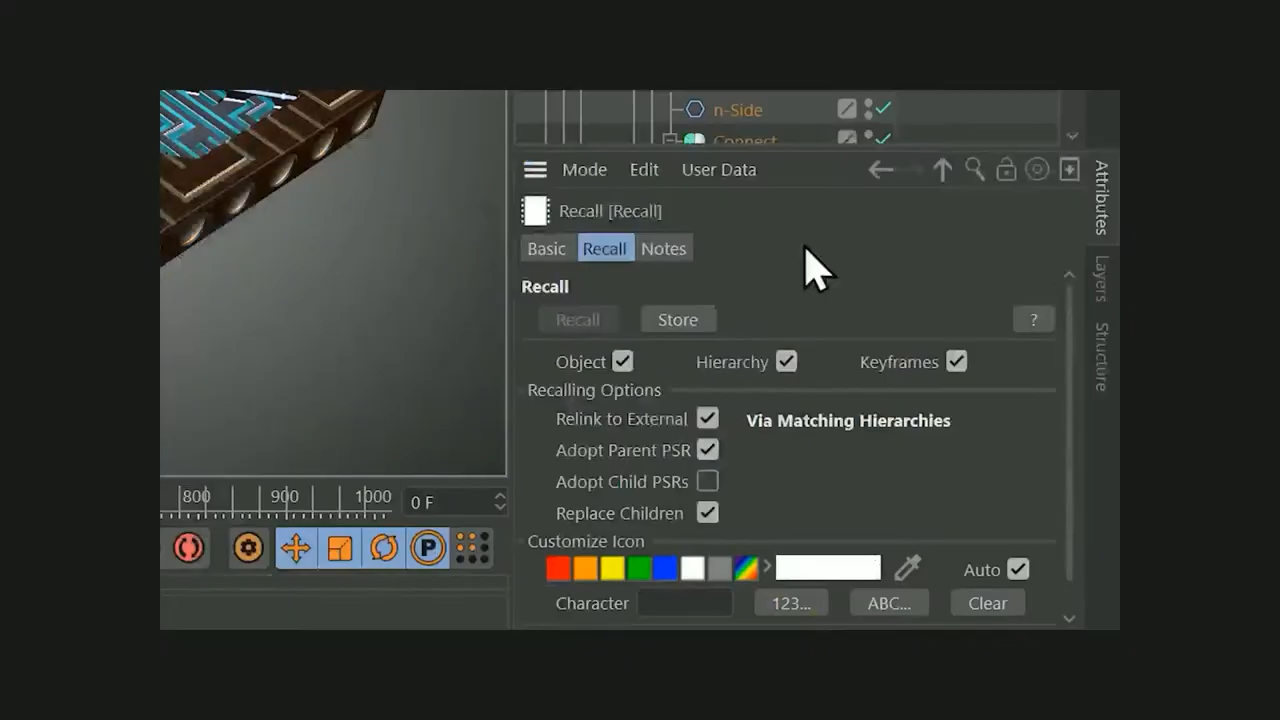 n-Side
Connect
Mode Edit User Data
Recall [Recall]
Basic Recall Notes
Recall
Recall Store ?
Object Hierarchy Keyframes
Recalling Options
Relink to External Via Matching Hierarchies
Adopt Parent PSR
Adopt Child PSRs
Replace Children
Customize Icon
Auto
Character 123... ABC... Clear
Attributes
Layers
Structure
800 900 1000 0 F
P